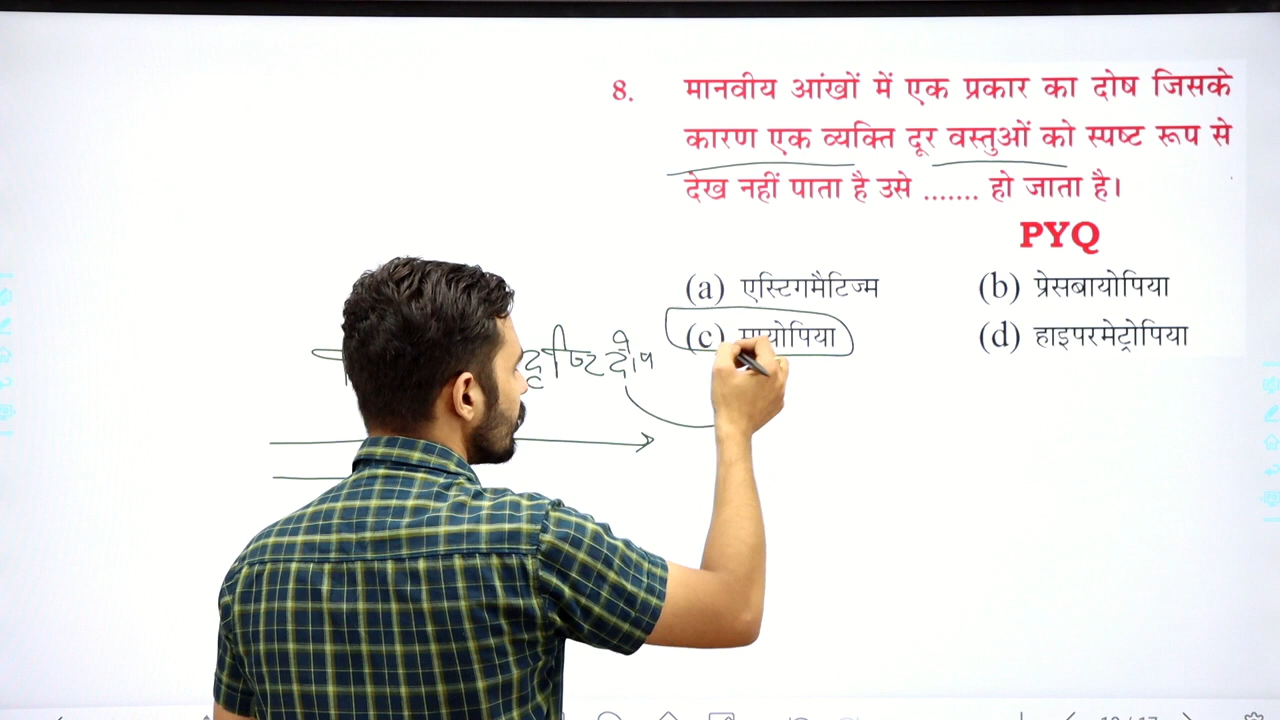 8. मानवीय आंखों में एक प्रकार का दोष जिसके
कारण एक व्यक्ति दूर वस्तुओं को स्पष्ट रूप से
देख नहीं पाता है उसे ....... हो जाता है।
PYQ
(a) एस्टिगमैटिज्म (b) प्रेसबायोपिया
(c) मायोपिया (d) हाइपरमेट्रोपिया
दृष्टि दोष